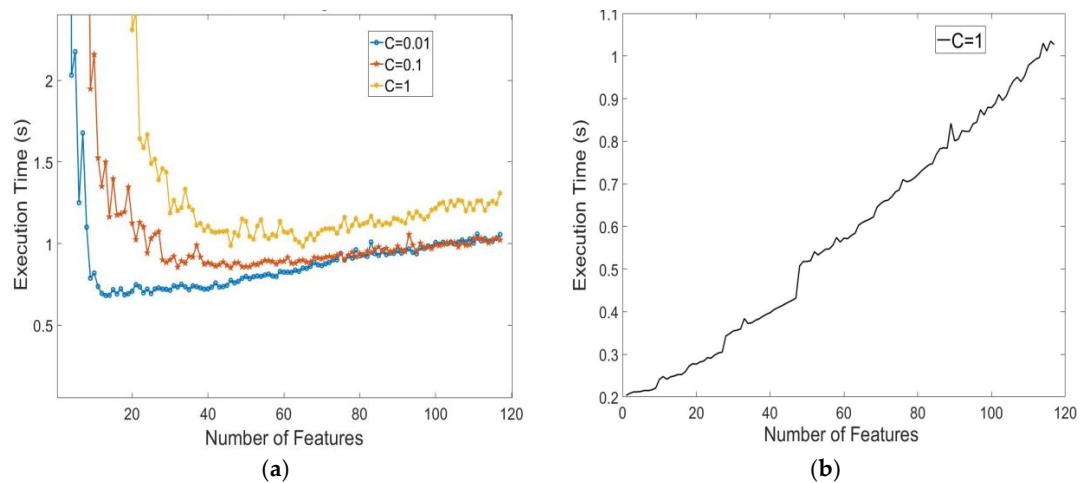 C=0.01
C=0.1
C=1
2
1.5
1
0.5
20
40
60
80
100
120
Execution Time (s)
Number of Features
(a)
C=1
1.1
1
0.9
0.8
0.7
0.6
0.5
0.4
0.3
0.2
0
20
40
60
80
100
120
Execution Time (s)
Number of Features
(b)